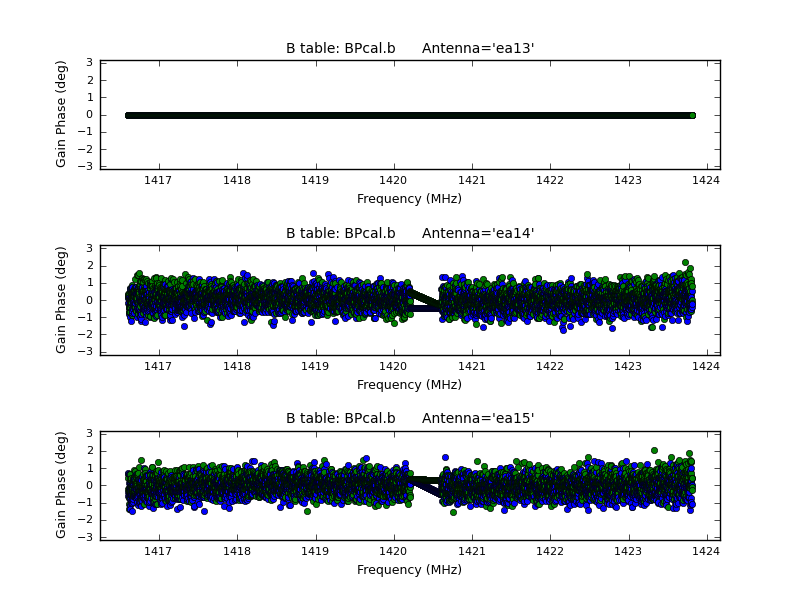 B table: BPcal.b Antenna='ea13'
3
2
1
0
−1
−2
−3
Gain Phase (deg)
1417 1418 1419 1420 1421 1422 1423 1424
Frequency (MHz)
B table: BPcal.b Antenna='ea14'
3
2
1
0
−1
−2
−3
Gain Phase (deg)
1417 1418 1419 1420 1421 1422 1423 1424
Frequency (MHz)
B table: BPcal.b Antenna='ea15'
3
2
1
0
−1
−2
−3
Gain Phase (deg)
1417 1418 1419 1420 1421 1422 1423 1424
Frequency (MHz)